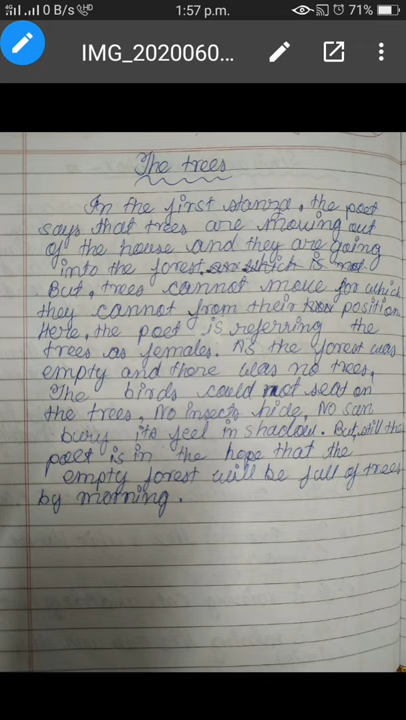 0 B/s
1:57 p.m.
71%
IMG_2020060...
The trees
In the first stanza, the poet
says that trees are moving out
of the house and they are going
into the forest which is not.
But, trees cannot move for which
they cannot from their position
Here, the poet is referring the
trees as females. As the forest was
empty and there was no trees,
The birds could not seat on
the trees, No insects hide, No sun
bury its feel in shadow. But, still the
poet is in the hope that the
empty forest will be full of trees
by morning.